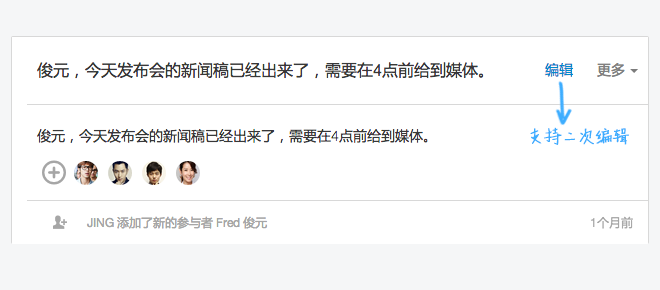 俊元，今天发布会的新闻稿已经出来了，需要在4点前给到媒体。 编辑 更多
俊元，今天发布会的新闻稿已经出来了，需要在4点前给到媒体。 支持二次编辑
JING 添加了新的参与者 Fred 俊元 1个月前